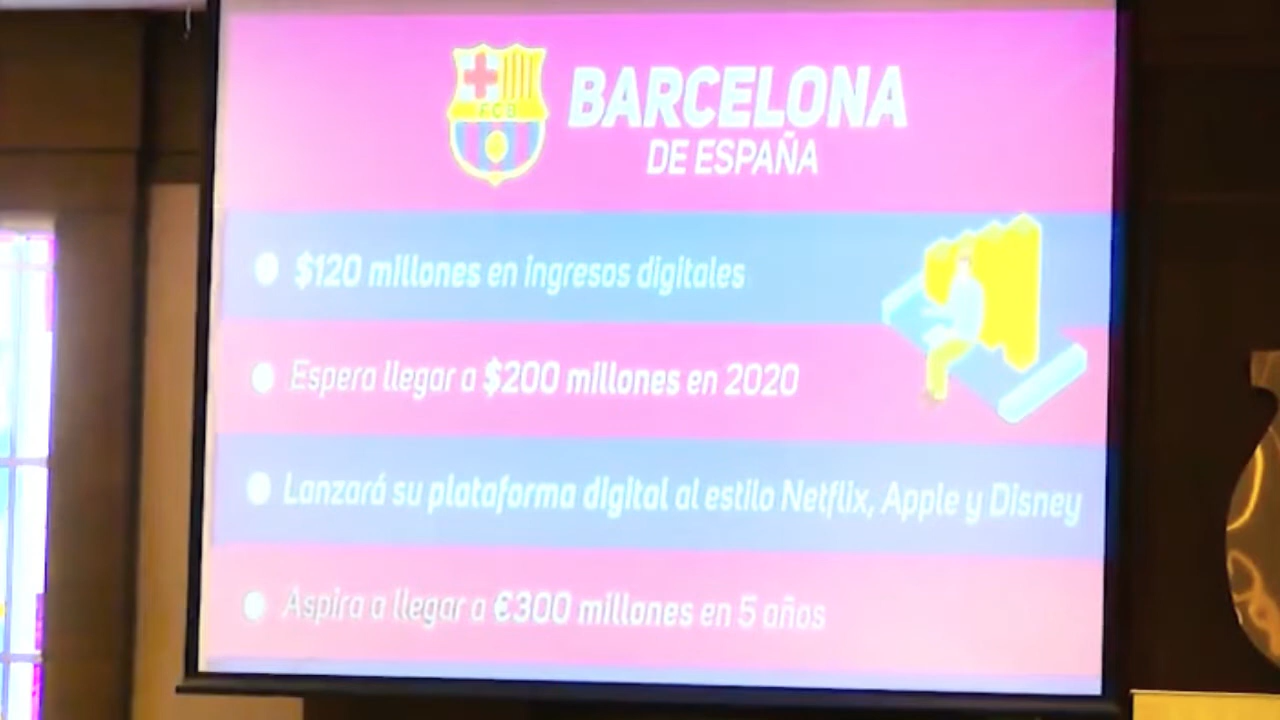 FCB
BARCELONA
DE ESPAÑA
$120 millones en ingresos digitales
Espera llegar a $200 millones en 2020
Lanzará su plataforma digital al estilo Netflix, Apple y Disney
Aspira a llegar a €300 millones en 5 años